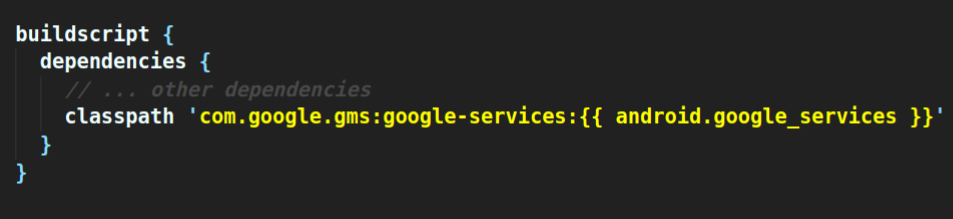 buildscript {
dependencies {
// ... other dependencies
classpath 'com.google.gms:google-services:{{ android.google_services }}'
}
}